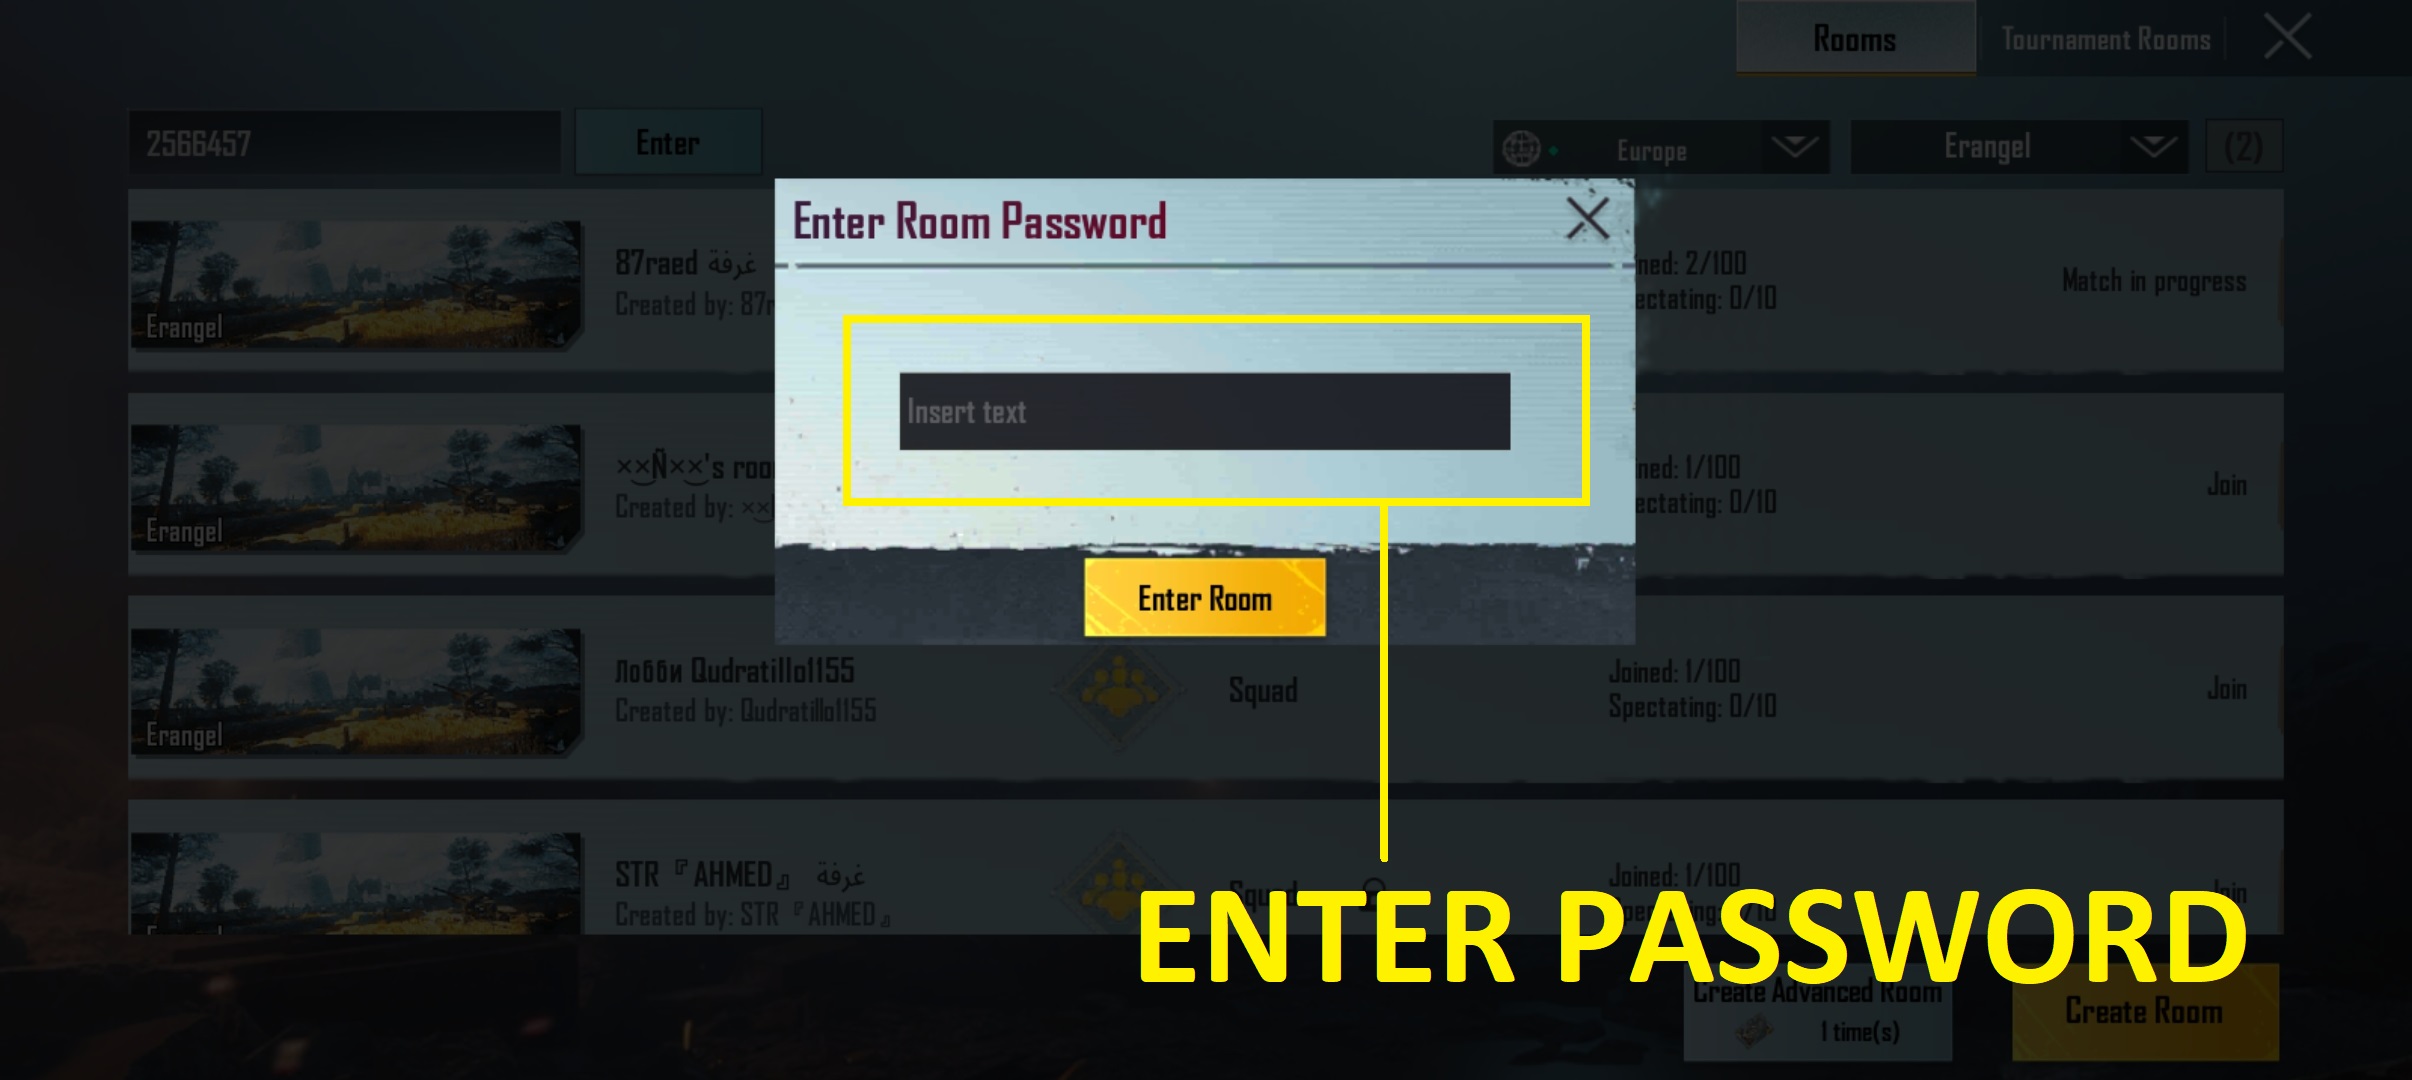 Rooms
Tournament Rooms
2566457
Enter
Europe
Erangel
(2)
Enter Room Password
Insert text
Enter Room
87raed غرفة
Created by: 87r
Erangel
ned: 2/100
ectating: 0/10
Match in progress
××Ñ××'s roo
Created by: ××
Erangel
ned: 1/100
ectating: 0/10
Join
Лобби Qudratillo1155
Created by: Qudratillo1155
Erangel
Squad
Joined: 1/100
Spectating: 0/10
Join
STR『AHMED』 غرفة
Created by: STR『AHMED』
Squad
Joined: 1/100
Join
ENTER PASSWORD
Create Advanced Room
1 time(s)
Create Room